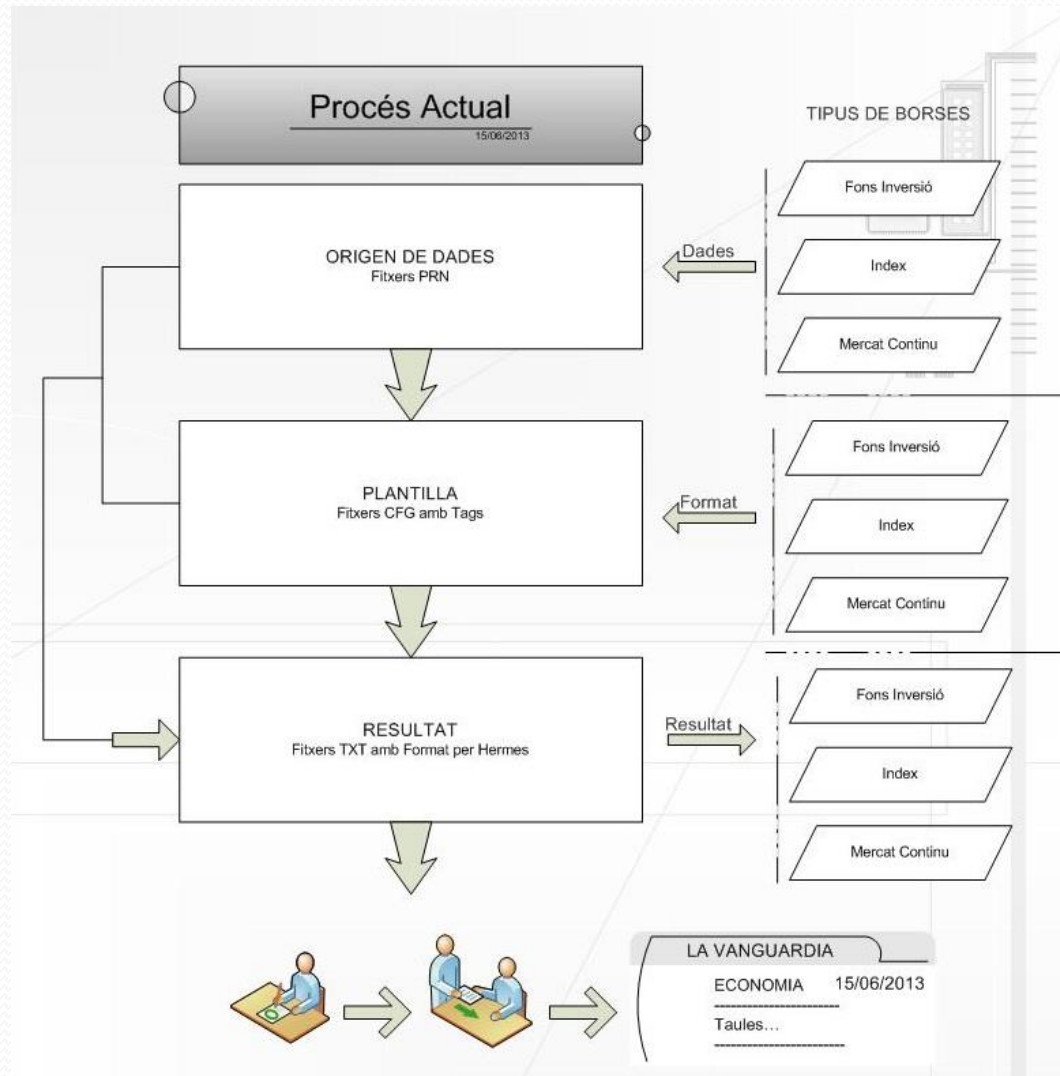 Procés Actual
15/06/2013
TIPUS DE BORSES
ORIGEN DE DADES
Fitxers PRN
Dades
Fons Inversió
Index
Mercat Continu
PLANTILLA
Fitxers CFG amb Tags
Format
Fons Inversió
Index
Mercat Continu
RESULTAT
Fitxers TXT amb Format per Hermes
Resultat
Fons Inversió
Index
Mercat Continu
LA VANGUARDIA
ECONOMIA 15/06/2013
Taules...